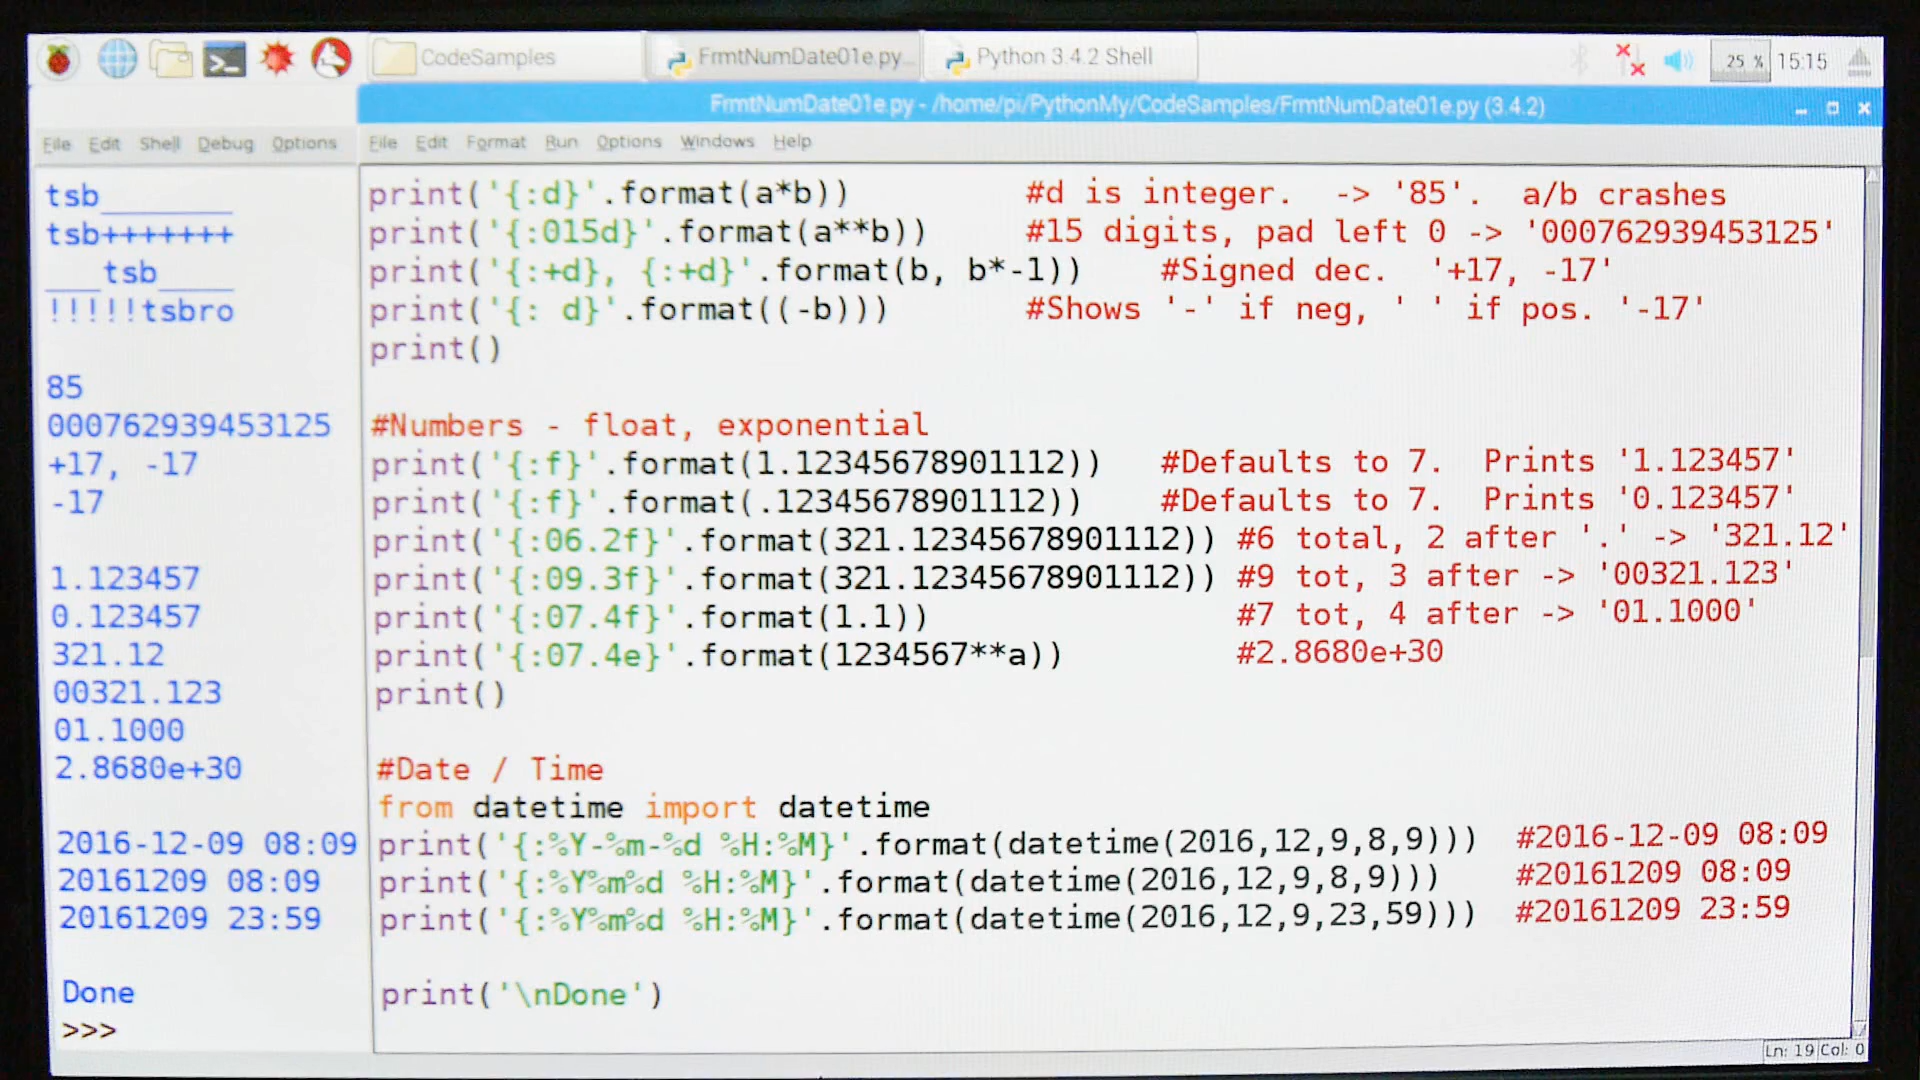 CodeSamples
FrmtNumDate01e.py...
Python 3.4.2 Shell
25 %
15:15
FrmtNumDate01e.py - /home/pi/PythonMy/CodeSamples/FrmtNumDate01e.py (3.4.2)
File Edit Shell Debug Options
File Edit Format Run Options Windows Help
tsb_______
tsb+++++++
___tsb____
!!!!!tsbro
85
000762939453125
+17, -17
-17
1.123457
0.123457
321.12
00321.123
01.1000
2.8680e+30
2016-12-09 08:09
20161209 08:09
20161209 23:59
Done
>>>
print('{:d}'.format(a*b)) #d is integer. -> '85'. a/b crashes
print('{:015d}'.format(a**b)) #15 digits, pad left 0 -> '000762939453125'
print('{:+d}, {:+d}'.format(b, b*-1)) #Signed dec. '+17, -17'
print('{: d}'.format((-b))) #Shows '-' if neg, ' ' if pos. '-17'
print()
#Numbers - float, exponential
print('{:f}'.format(1.12345678901112)) #Defaults to 7. Prints '1.123457'
print('{:f}'.format(.12345678901112)) #Defaults to 7. Prints '0.123457'
print('{:06.2f}'.format(321.12345678901112)) #6 total, 2 after '.' -> '321.12'
print('{:09.3f}'.format(321.12345678901112)) #9 tot, 3 after -> '00321.123'
print('{:07.4f}'.format(1.1)) #7 tot, 4 after -> '01.1000'
print('{:07.4e}'.format(1234567**a)) #2.8680e+30
print()
#Date / Time
from datetime import datetime
print('{:%Y-%m-%d %H:%M}'.format(datetime(2016,12,9,8,9))) #2016-12-09 08:09
print('{:%Y%m%d %H:%M}'.format(datetime(2016,12,9,8,9))) #20161209 08:09
print('{:%Y%m%d %H:%M}'.format(datetime(2016,12,9,23,59))) #20161209 23:59
print('\nDone')
Ln: 19 Col: 0